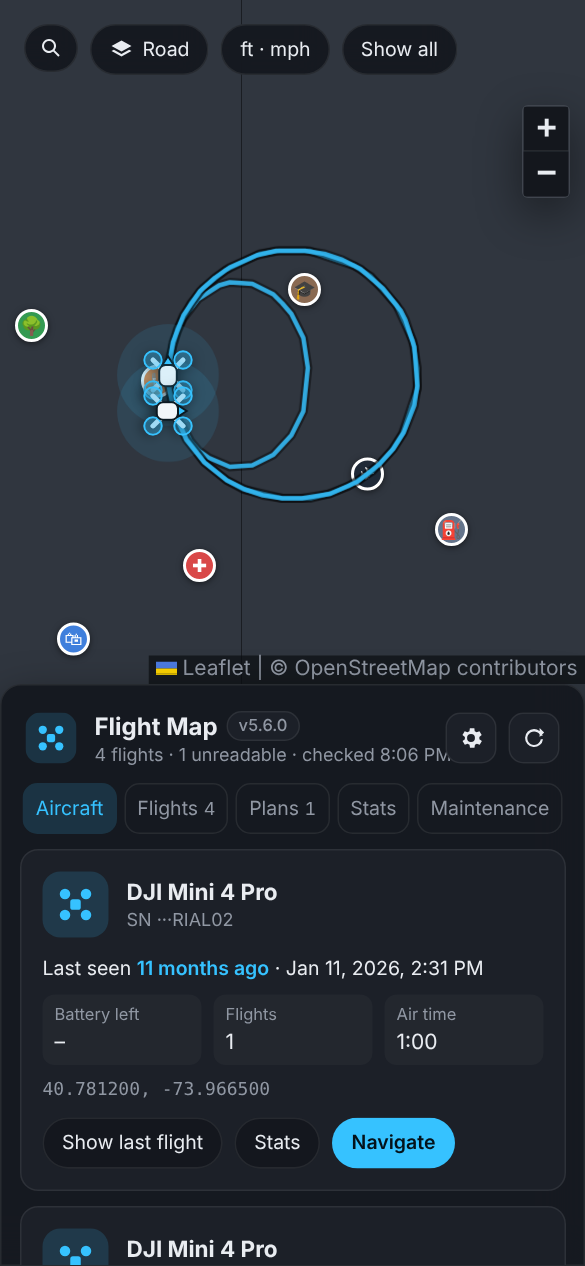 Road
ft · mph
Show all
+
−
Leaflet | © OpenStreetMap contributors
Flight Map v5.6.0
4 flights · 1 unreadable · checked 8:06 PM
Aircraft
Flights 4
Plans 1
Stats
Maintenance
DJI Mini 4 Pro
SN ···RIAL02
Last seen 11 months ago · Jan 11, 2026, 2:31 PM
Battery left
Flights
Air time
–
1
1:00
40.781200, -73.966500
Show last flight
Stats
Navigate
DJI Mini 4 Pro